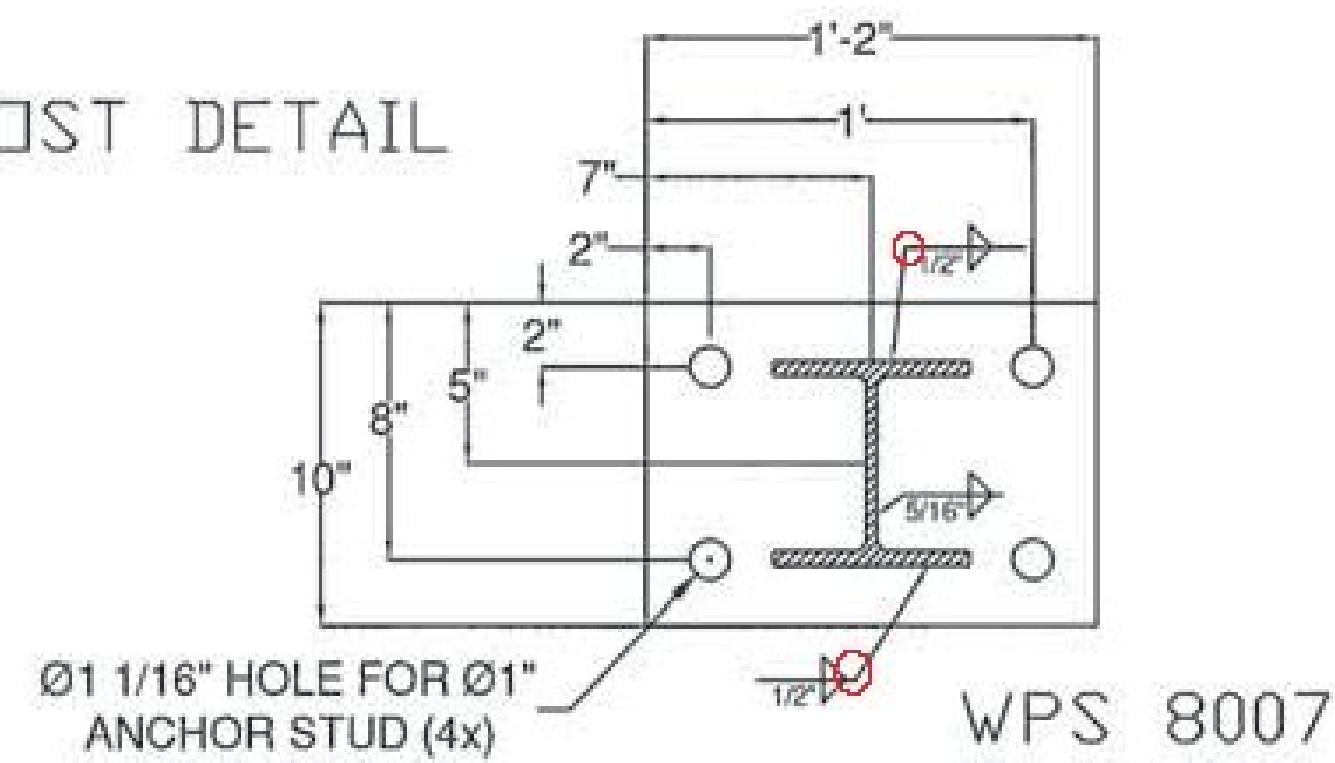 1'-2"
OST DETAIL
1'
7"
2"
1/2"
2"
5"
8"
10"
5/16"
Ø1 1/16" HOLE FOR Ø1"
ANCHOR STUD (4x)
1/2"
WPS 8007